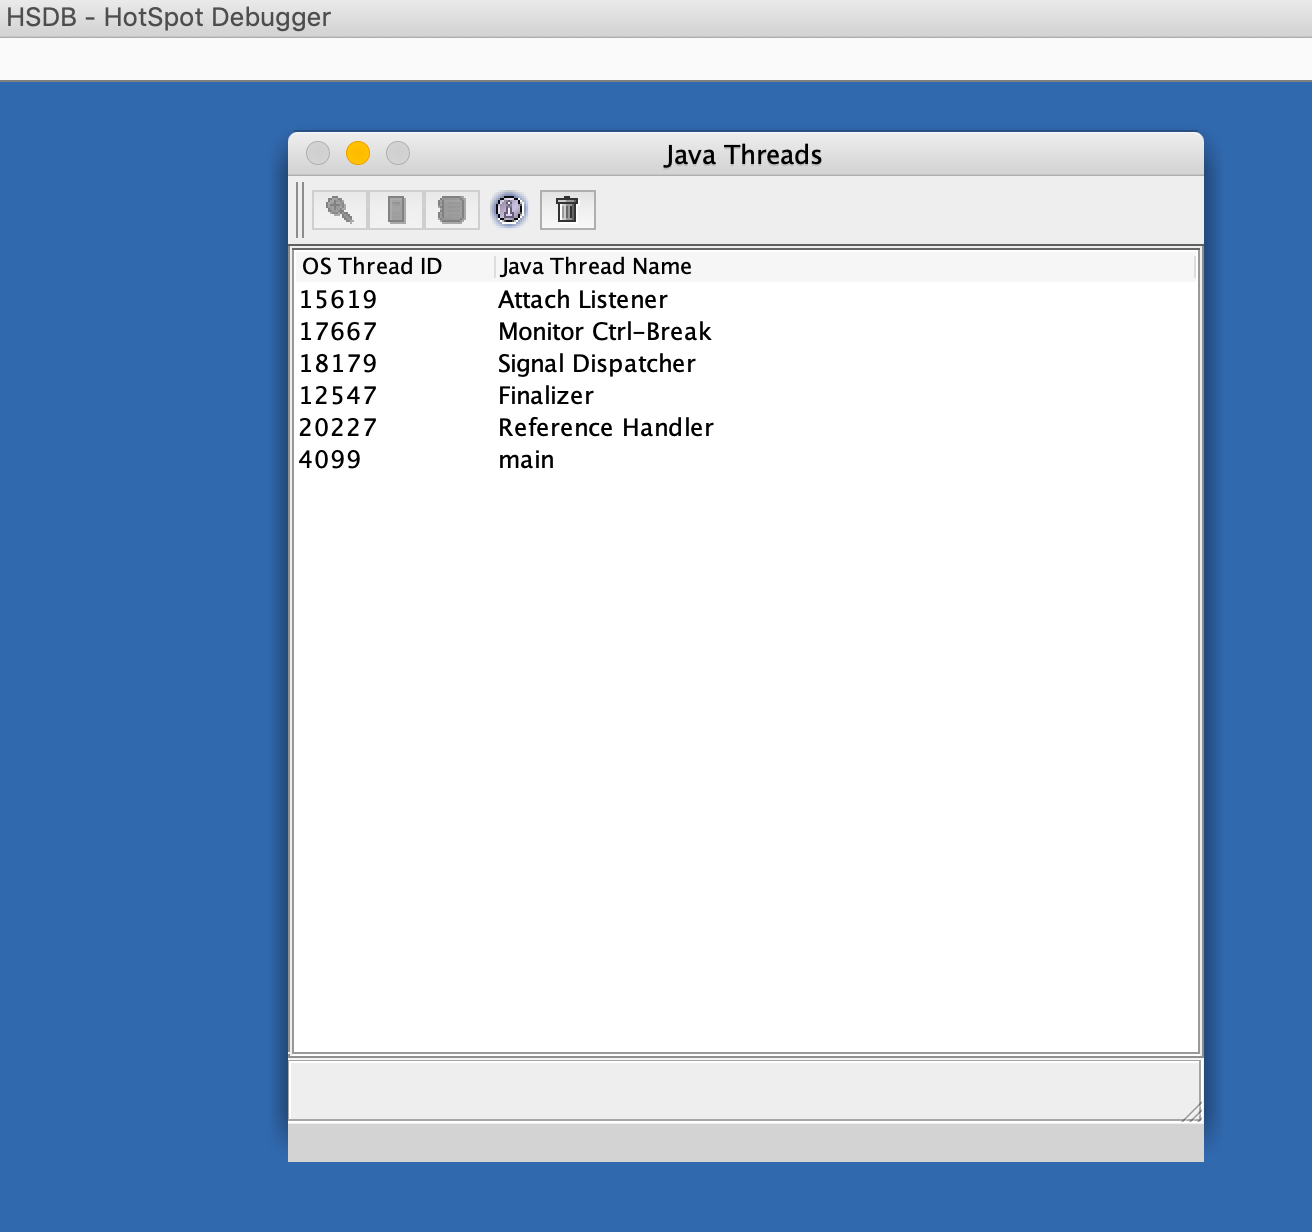 HSDB - HotSpot Debugger
Java Threads
OS Thread ID Java Thread Name
15619 Attach Listener
17667 Monitor Ctrl-Break
18179 Signal Dispatcher
12547 Finalizer
20227 Reference Handler
4099 main